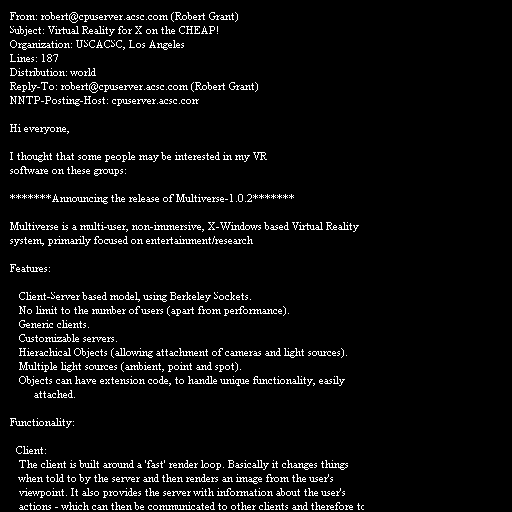 From: robert@cpuserver.acsc.com (Robert Grant)
Subject: Virtual Reality for X on the CHEAP!
Organization: USCACSC, Los Angeles
Lines: 187
Distribution: world
Reply-To: robert@cpuserver.acsc.com (Robert Grant)
NNTP-Posting-Host: cpuserver.acsc.com
Hi everyone,
I thought that some people may be interested in my VR
software on these groups:
*******Announcing the release of Multiverse-1.0.2*******
Multiverse is a multi-user, non-immersive, X-Windows based Virtual Reality
system, primarily focused on entertainment/research
Features:
Client-Server based model, using Berkeley Sockets.
No limit to the number of users (apart from performance).
Generic clients.
Customizable servers.
Hierachical Objects (allowing attachment of cameras and light sources).
Multiple light sources (ambient, point and spot).
Objects can have extension code, to handle unique functionality, easily
attached.
Functionality:
Client:
The client is built around a 'fast' render loop. Basically it changes things
when told to by the server and then renders an image from the user's
viewpoint. It also provides the server with information about the user's
actions - which can then be communicated to other clients and therefore to